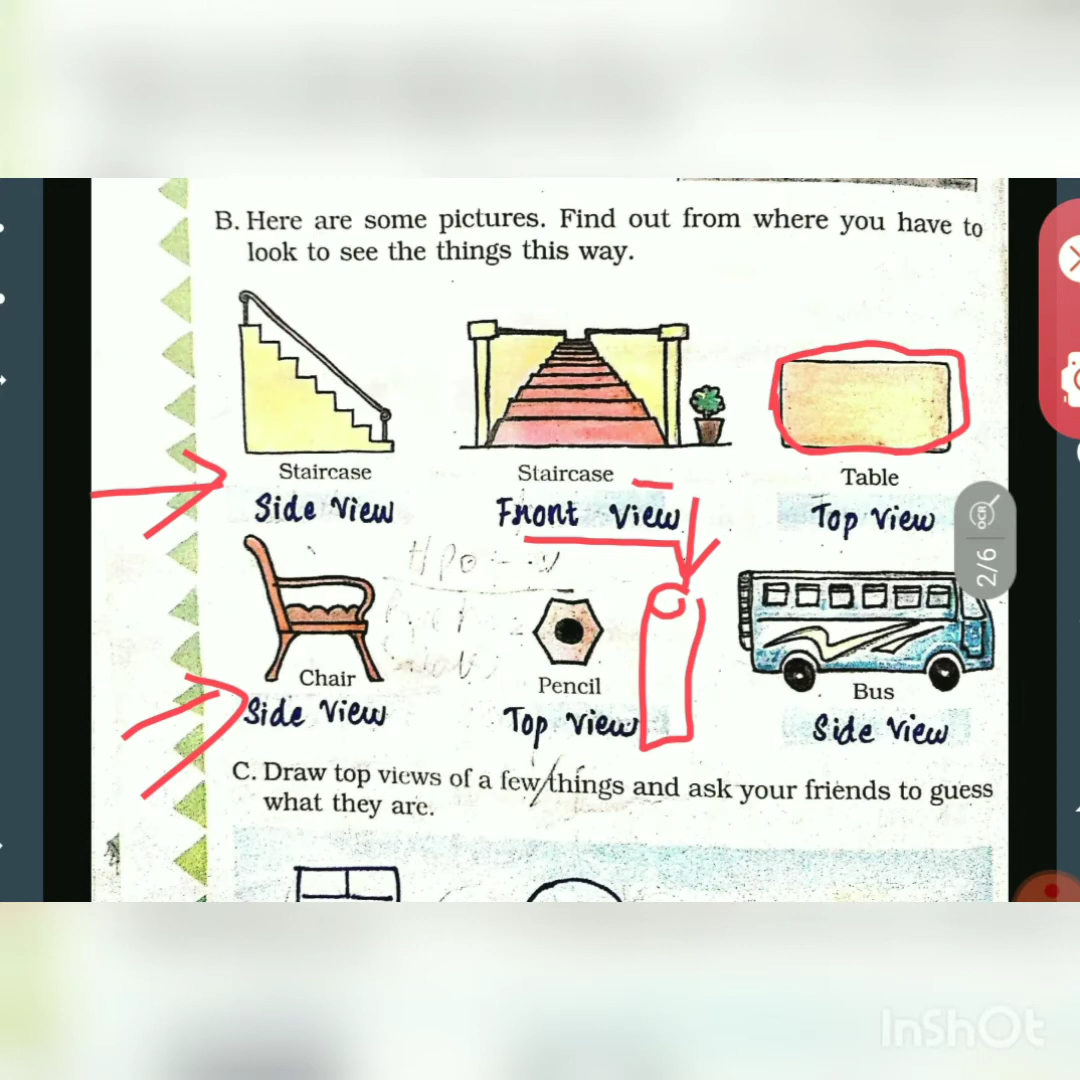 B. Here are some pictures. Find out from where you have to
look to see the things this way.
Staircase Staircase Table
Side View Front View Top View
Chair Pencil Bus
Side View Top View Side View
C. Draw top views of a few things and ask your friends to guess
what they are.
OCR
2/6
InShOt